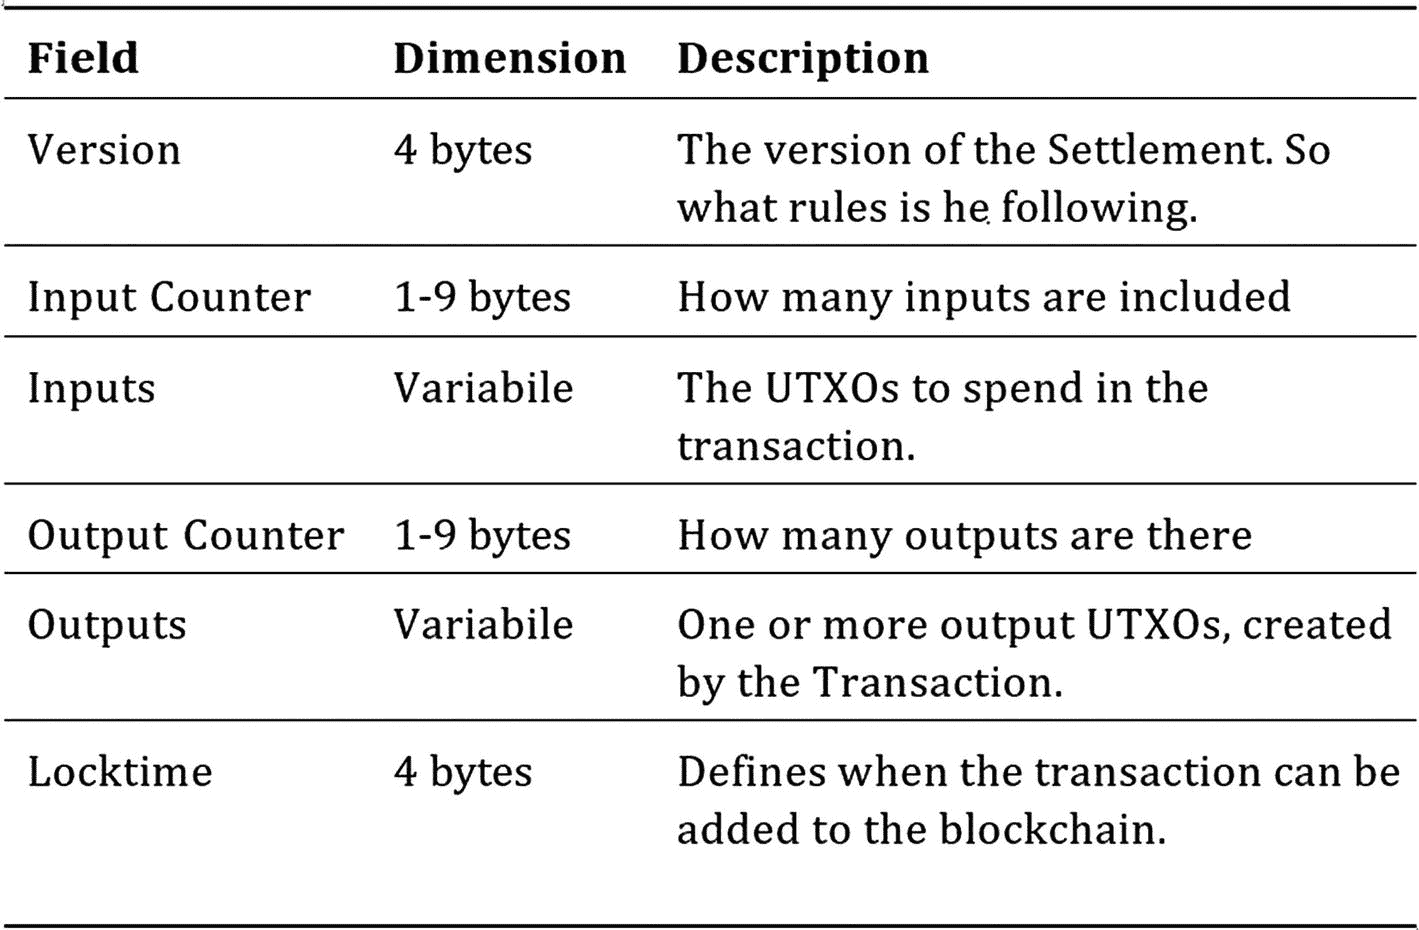 Field Dimension Description
Version 4 bytes The version of the Settlement. So
what rules is he following.
Input Counter 1-9 bytes How many inputs are included
Inputs Variabile The UTXOs to spend in the
transaction.
Output Counter 1-9 bytes How many outputs are there
Outputs Variabile One or more output UTXOs, created
by the Transaction.
Locktime 4 bytes Defines when the transaction can be
added to the blockchain.